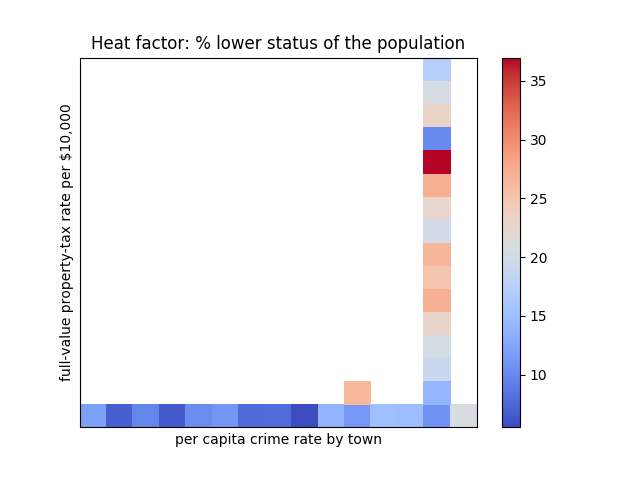 Heat factor: % lower status of the population
full-value property-tax rate per $10,000
per capita crime rate by town
35
30
25
20
15
10